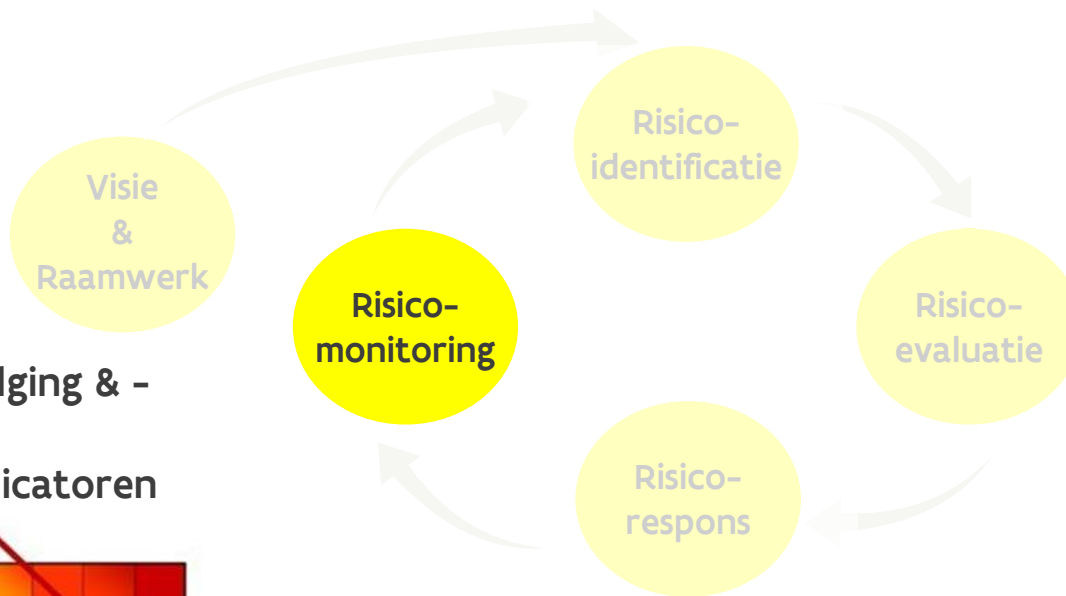 Risico-
identificatie
Visie
&
Raamwerk
Risico-
monitoring
Risico-
evaluatie
lging & -
icatoren
Risico-
respons